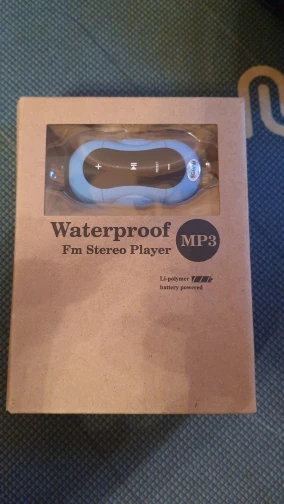 Waterproof
Fm Stereo Player
MP3
Li-polymer
battery powered